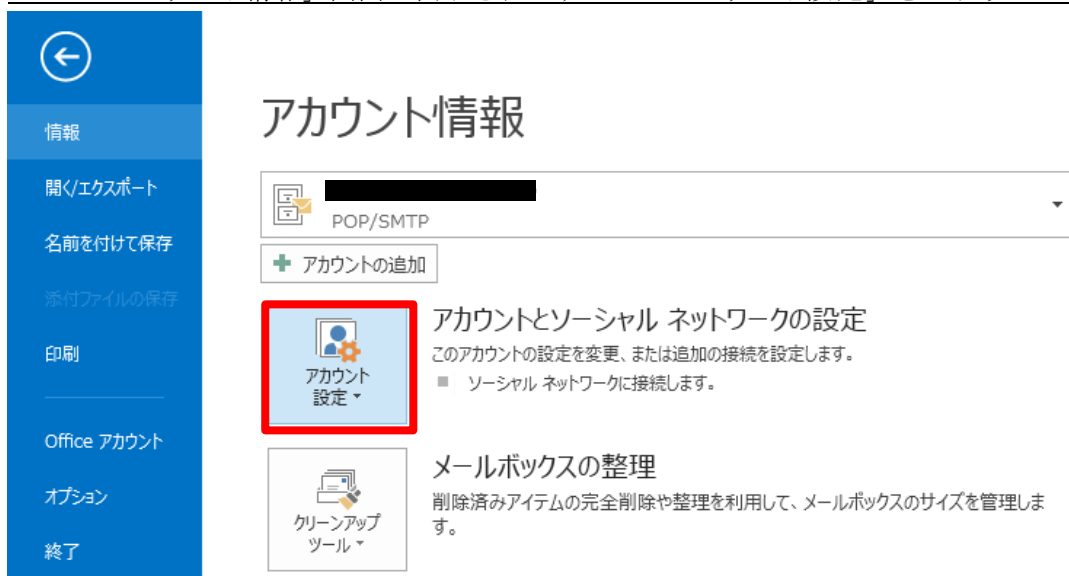 情報
開く/エクスポート
名前を付けて保存
添付ファイルの保存
印刷
Office アカウント
オプション
終了
アカウント情報
POP/SMTP
アカウントの追加
アカウント
設定
アカウントとソーシャル ネットワークの設定
このアカウントの設定を変更、または追加の接続を設定します。
ソーシャル ネットワークに接続します。
クリーンアップ
ツール
メールボックスの整理
削除済みアイテムの完全削除や整理を利用して、メールボックスのサイズを管理しま
す。